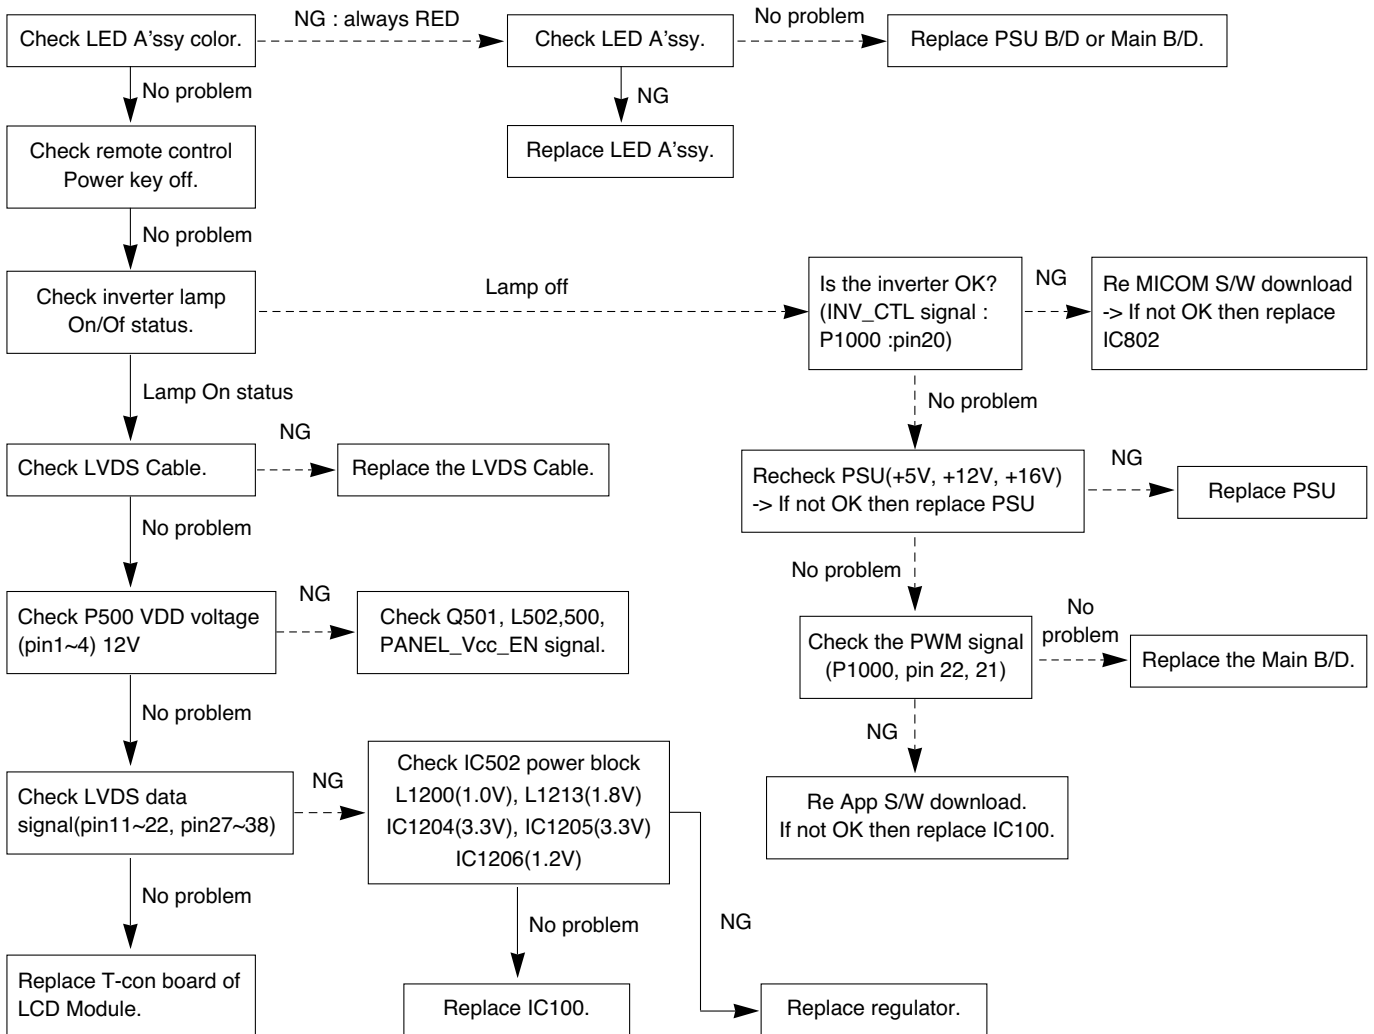 Check LED A'ssy color.
NG : always RED
Check LED A'ssy.
No problem
Replace PSU B/D or Main B/D.
No problem
NG
Replace LED A'ssy.
Check remote control
Power key off.
No problem
Check inverter lamp
On/Of status.
Lamp off
Is the inverter OK?
(INV_CTL signal :
P1000 :pin20)
NG
Re MICOM S/W download
-> If not OK then replace
IC802
Lamp On status
No problem
Check LVDS Cable.
NG
Replace the LVDS Cable.
Recheck PSU(+5V, +12V, +16V)
-> If not OK then replace PSU
NG
Replace PSU
No problem
No problem
Check P500 VDD voltage
(pin1~4) 12V
NG
Check Q501, L502,500,
PANEL_Vcc_EN signal.
Check the PWM signal
(P1000, pin 22, 21)
No
problem
Replace the Main B/D.
No problem
NG
Check LVDS data
signal(pin11~22, pin27~38)
NG
Check IC502 power block
L1200(1.0V), L1213(1.8V)
IC1204(3.3V), IC1205(3.3V)
IC1206(1.2V)
Re App S/W download.
If not OK then replace IC100.
No problem
No problem
NG
Replace T-con board of
LCD Module.
Replace IC100.
Replace regulator.